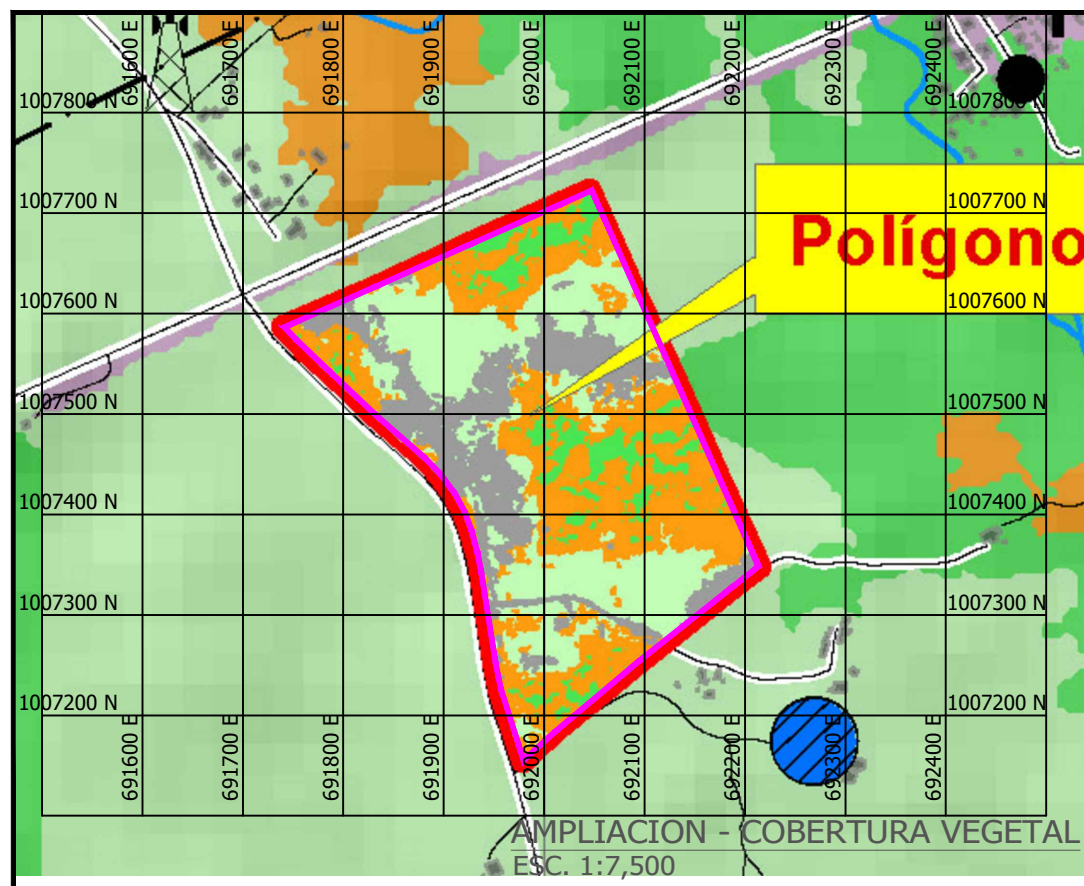 691600 E
691700 E
691800 E
691900 E
692000 E
692100 E
692200 E
692300 E
692400 E
1007800 N
1007800 N
1007700 N
1007700 N
Polígono
1007600 N
1007600 N
1007500 N
1007500 N
1007400 N
1007400 N
1007300 N
1007300 N
1007200 N
1007200 N
691600 E
691700 E
691800 E
691900 E
692000 E
692100 E
692200 E
692300 E
692400 E
AMPLIACION - COBERTURA VEGETAL
ESC. 1:7,500